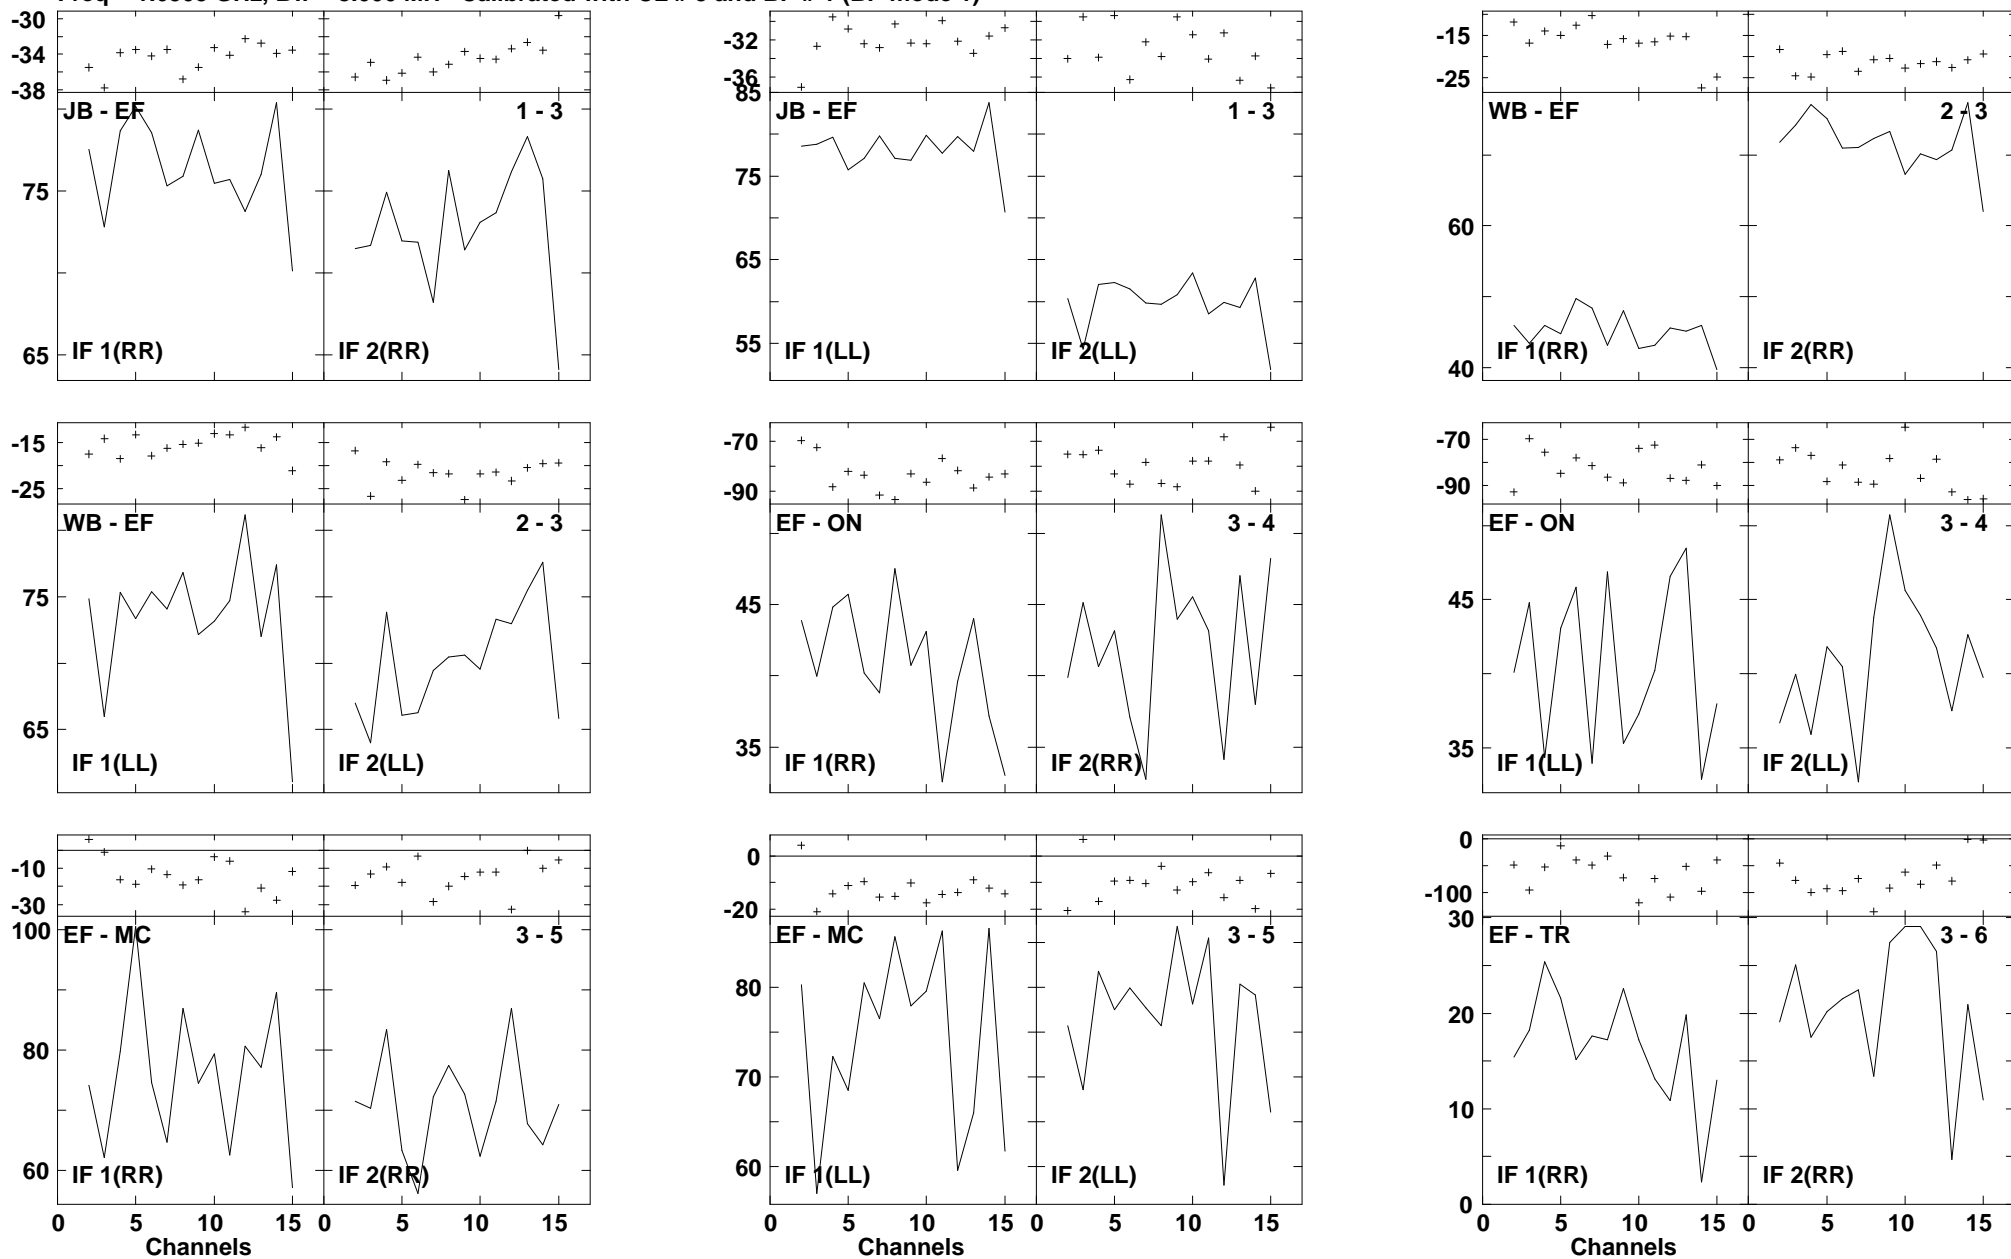 -30
-34
-38
JB - EF
1 - 3
75
65
IF 1(RR)
IF 2(RR)
-32
-36
85
JB - EF
1 - 3
75
65
55
IF 1(LL)
IF 2(LL)
-15
-25
WB - EF
2 - 3
60
40
IF 1(RR)
IF 2(RR)
-15
-25
WB - EF
2 - 3
75
65
IF 1(LL)
IF 2(LL)
-70
-90
EF - ON
3 - 4
45
35
IF 1(RR)
IF 2(RR)
-70
-90
EF - ON
3 - 4
45
35
IF 1(LL)
IF 2(LL)
-10
-30
100
EF - MC
3 - 5
80
60
IF 1(RR)
IF 2(RR)
0 5 10 15 0 5 10 15
Channels
0
-20
EF - MC
3 - 5
80
70
60
IF 1(LL)
IF 2(LL)
0 5 10 15 0 5 10 15
Channels
0
-100
30
EF - TR
3 - 6
20
10
0
IF 1(RR)
IF 2(RR)
0 5 10 15 0 5 10 15
Channels